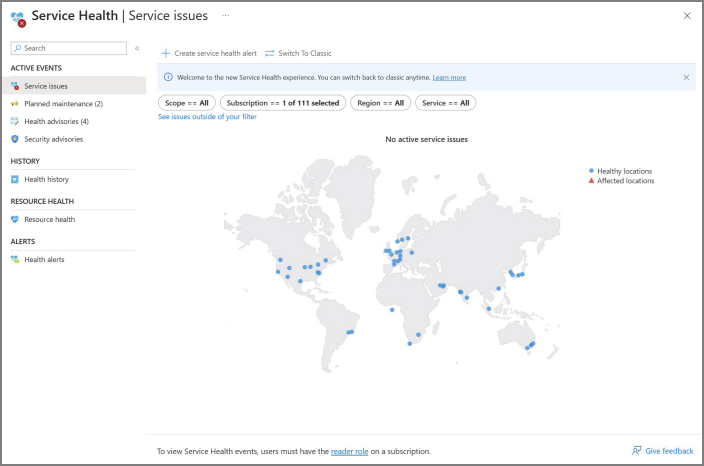 Service Health | Service issues ...
Search
ACTIVE EVENTS
Service issues
Planned maintenance (2)
Health advisories (4)
Security advisories
HISTORY
Health history
RESOURCE HEALTH
Resource health
ALERTS
Health alerts
Create service health alert Switch To Classic
Welcome to the new Service Health experience. You can switch back to classic anytime. Learn more
Scope == All Subscription == 1 of 111 selected Region == All Service == All
See issues outside of your filter
No active service issues
Healthy locations
Affected locations
To view Service Health events, users must have the reader role on a subscription.
Give feedback